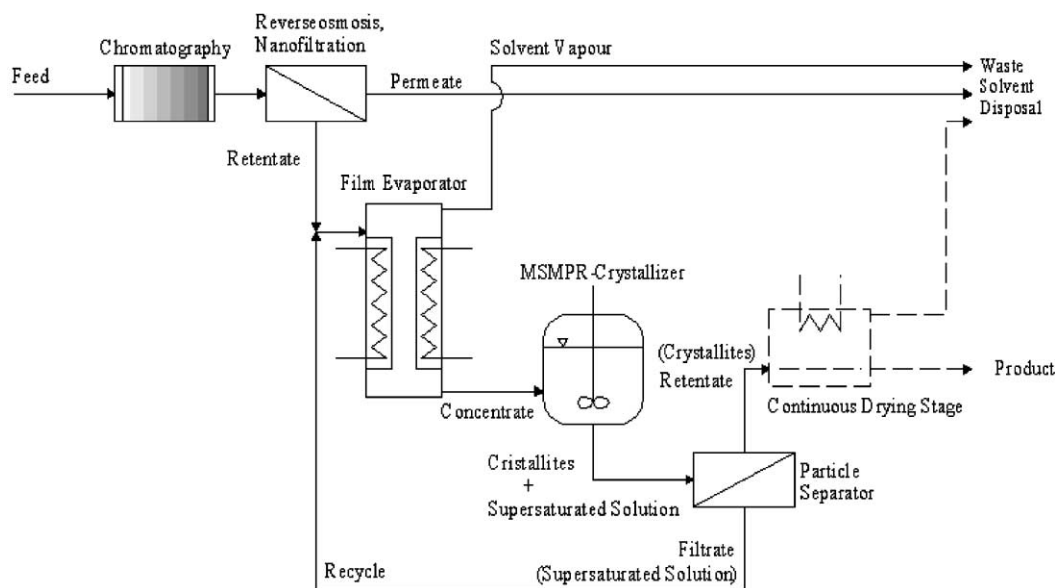 Reverseosmosis,
Nanofiltration
Chromatography
Solvent Vapour
Feed
Permeate
Waste
Solvent
Disposal
Retentate
Film Evaporator
MSMPR-Crystallizer
(Crystallites)
Retentate
Product
Concentrate
Continuous Drying Stage
Cristallites
+
Supersaturated Solution
Particle
Separator
Filtrate
(Supersaturated Solution)
Recycle